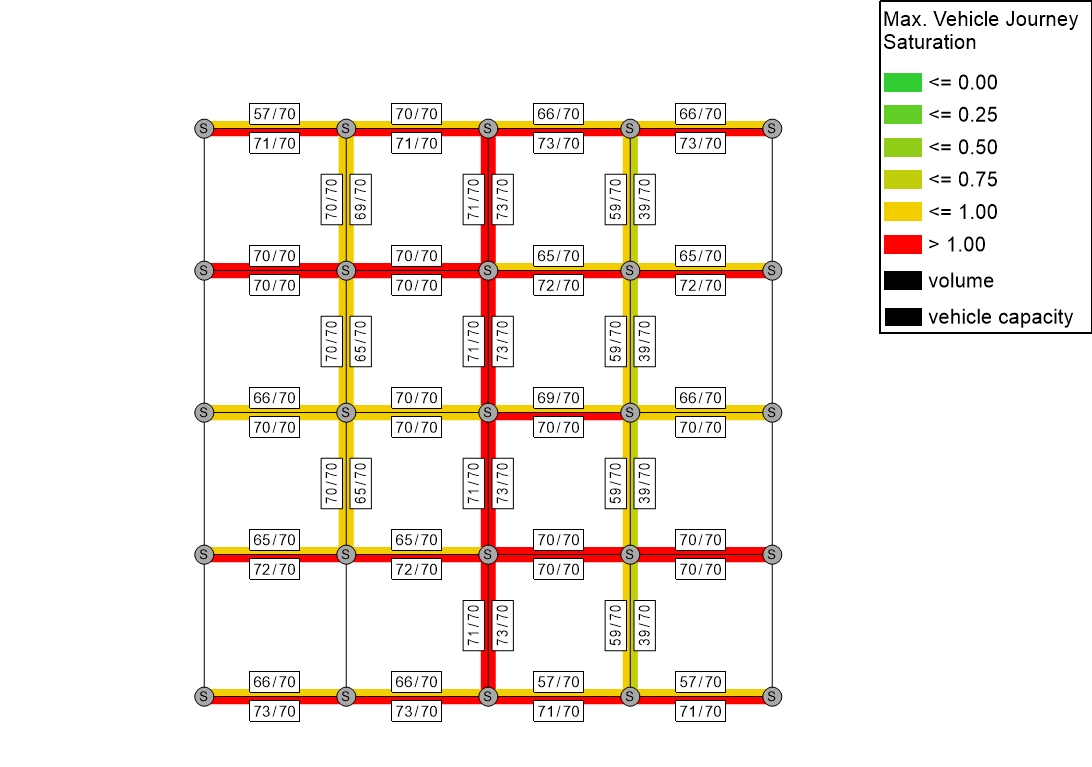 Max. Vehicle Journey
Saturation
<= 0.00
<= 0.25
<= 0.50
<= 0.75
<= 1.00
> 1.00
volume
vehicle capacity
57/70 70/70 66/70 66/70
S S S S S
71/70 71/70 73/70 73/70
70/70 69/70 71/70 73/70 59/70 39/70
70/70 70/70 65/70 65/70
S S S S S
70/70 70/70 72/70 72/70
70/70 65/70 71/70 73/70 59/70 39/70
66/70 70/70 69/70 66/70
S S S S S
70/70 70/70 70/70 70/70
70/70 65/70 71/70 73/70 59/70 39/70
65/70 65/70 70/70 70/70
S S S S S
72/70 72/70 70/70 70/70
71/70 73/70 59/70 39/70
66/70 66/70 57/70 57/70
S S S S S
73/70 73/70 71/70 71/70